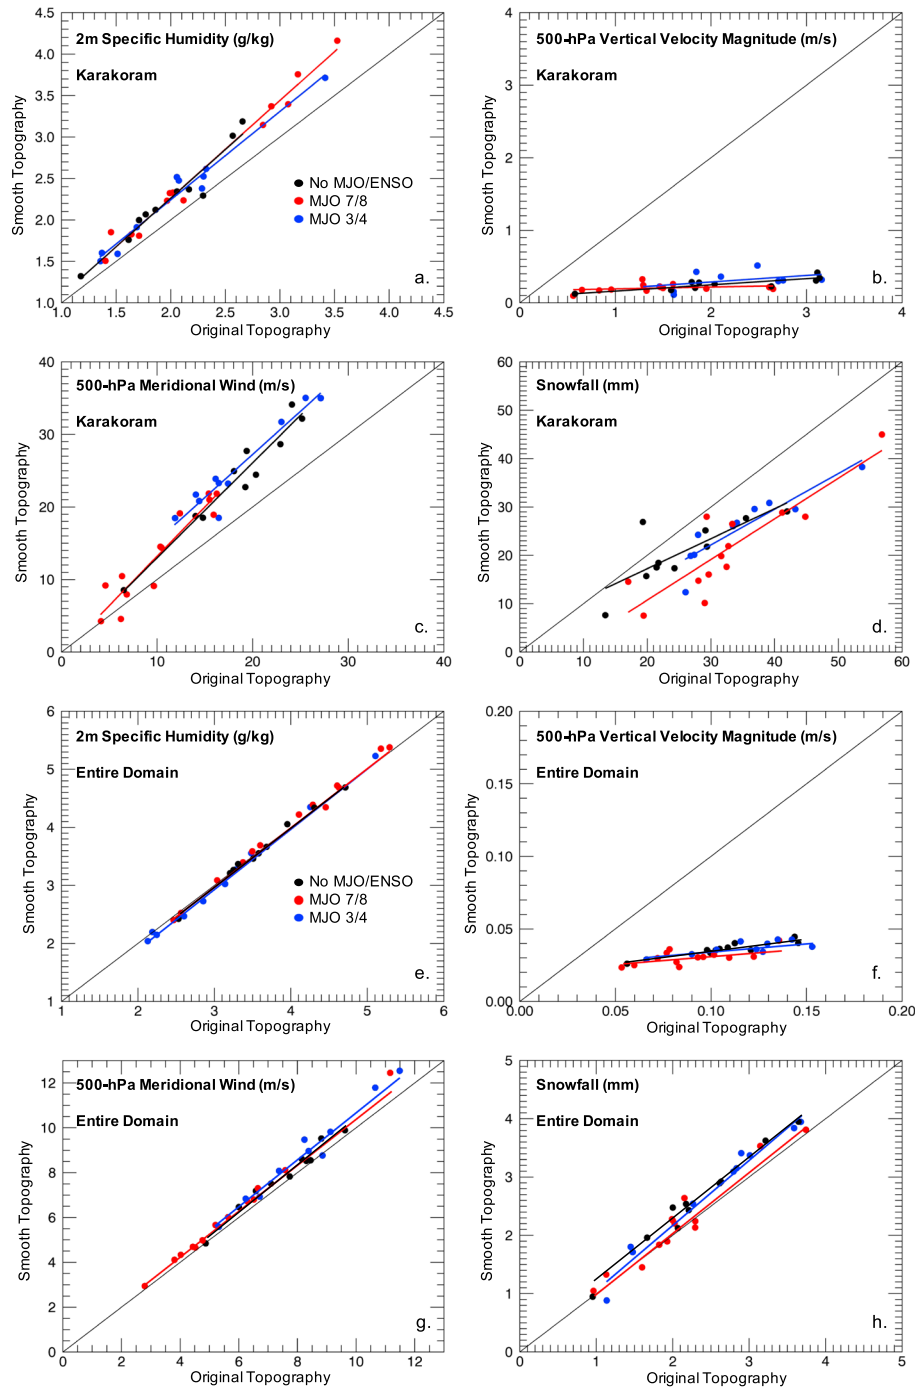 2m Specific Humidity (g/kg)
Karakoram
Smooth Topography
4.5
4.0
3.5
3.0
2.5
2.0
1.5
1.0
No MJO/ENSO
MJO 7/8
MJO 3/4
a.
1.0 1.5 2.0 2.5 3.0 3.5 4.0 4.5
Original Topography
500-hPa Vertical Velocity Magnitude (m/s)
Karakoram
Smooth Topography
4
3
2
1
0
b.
0 1 2 3 4
Original Topography
500-hPa Meridional Wind (m/s)
Karakoram
Smooth Topography
40
30
20
10
0
c.
0 10 20 30 40
Original Topography
Snowfall (mm)
Karakoram
Smooth Topography
60
50
40
30
20
10
0
d.
0 10 20 30 40 50 60
Original Topography
2m Specific Humidity (g/kg)
Entire Domain
Smooth Topography
6
5
4
3
2
1
No MJO/ENSO
MJO 7/8
MJO 3/4
e.
1 2 3 4 5 6
Original Topography
500-hPa Vertical Velocity Magnitude (m/s)
Entire Domain
Smooth Topography
0.20
0.15
0.10
0.05
0.00
f.
0.00 0.05 0.10 0.15 0.20
Original Topography
500-hPa Meridional Wind (m/s)
Entire Domain
Smooth Topography
12
10
8
6
4
2
0
g.
0 2 4 6 8 10 12
Original Topography
Snowfall (mm)
Entire Domain
Smooth Topography
5
4
3
2
1
0
h.
0 1 2 3 4 5
Original Topography